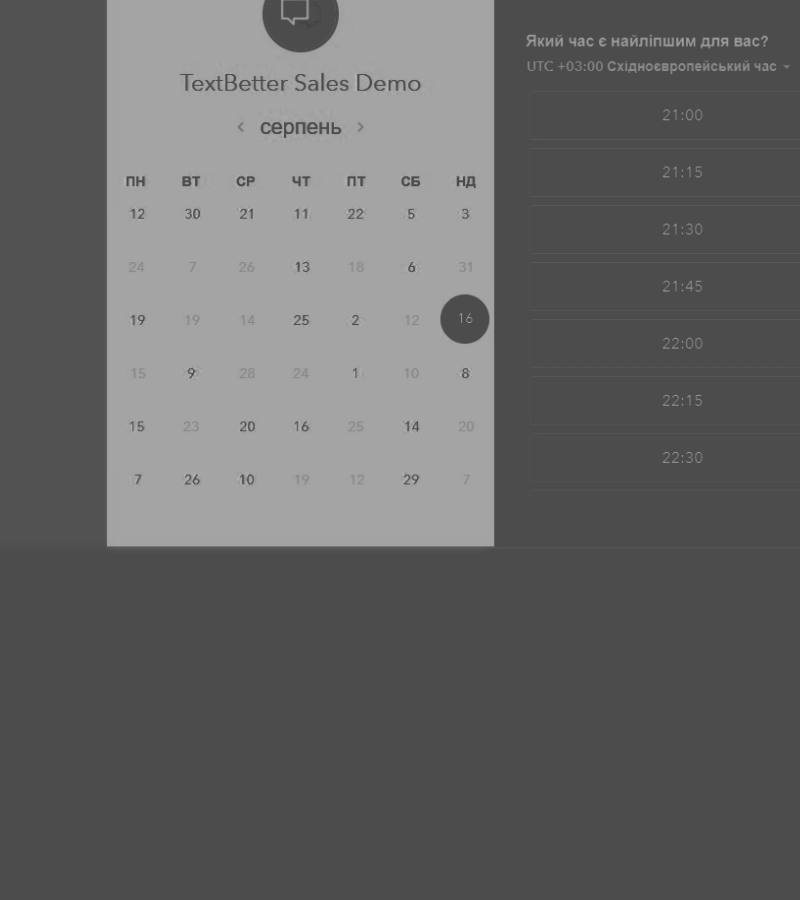 TextBetter Sales Demo
серпень
ПН ВТ СР ЧТ ПТ СБ НД
12 30 21 11 22 5 3
24 7 26 13 18 6 31
19 19 14 25 2 12 16
15 9 28 24 1 10 8
15 23 20 16 25 14 20
7 26 10 19 12 29 7
Який час є найліпшим для вас?
UTC +03:00 Східноєвропейський час
21:00
21:15
21:30
21:45
22:00
22:15
22:30